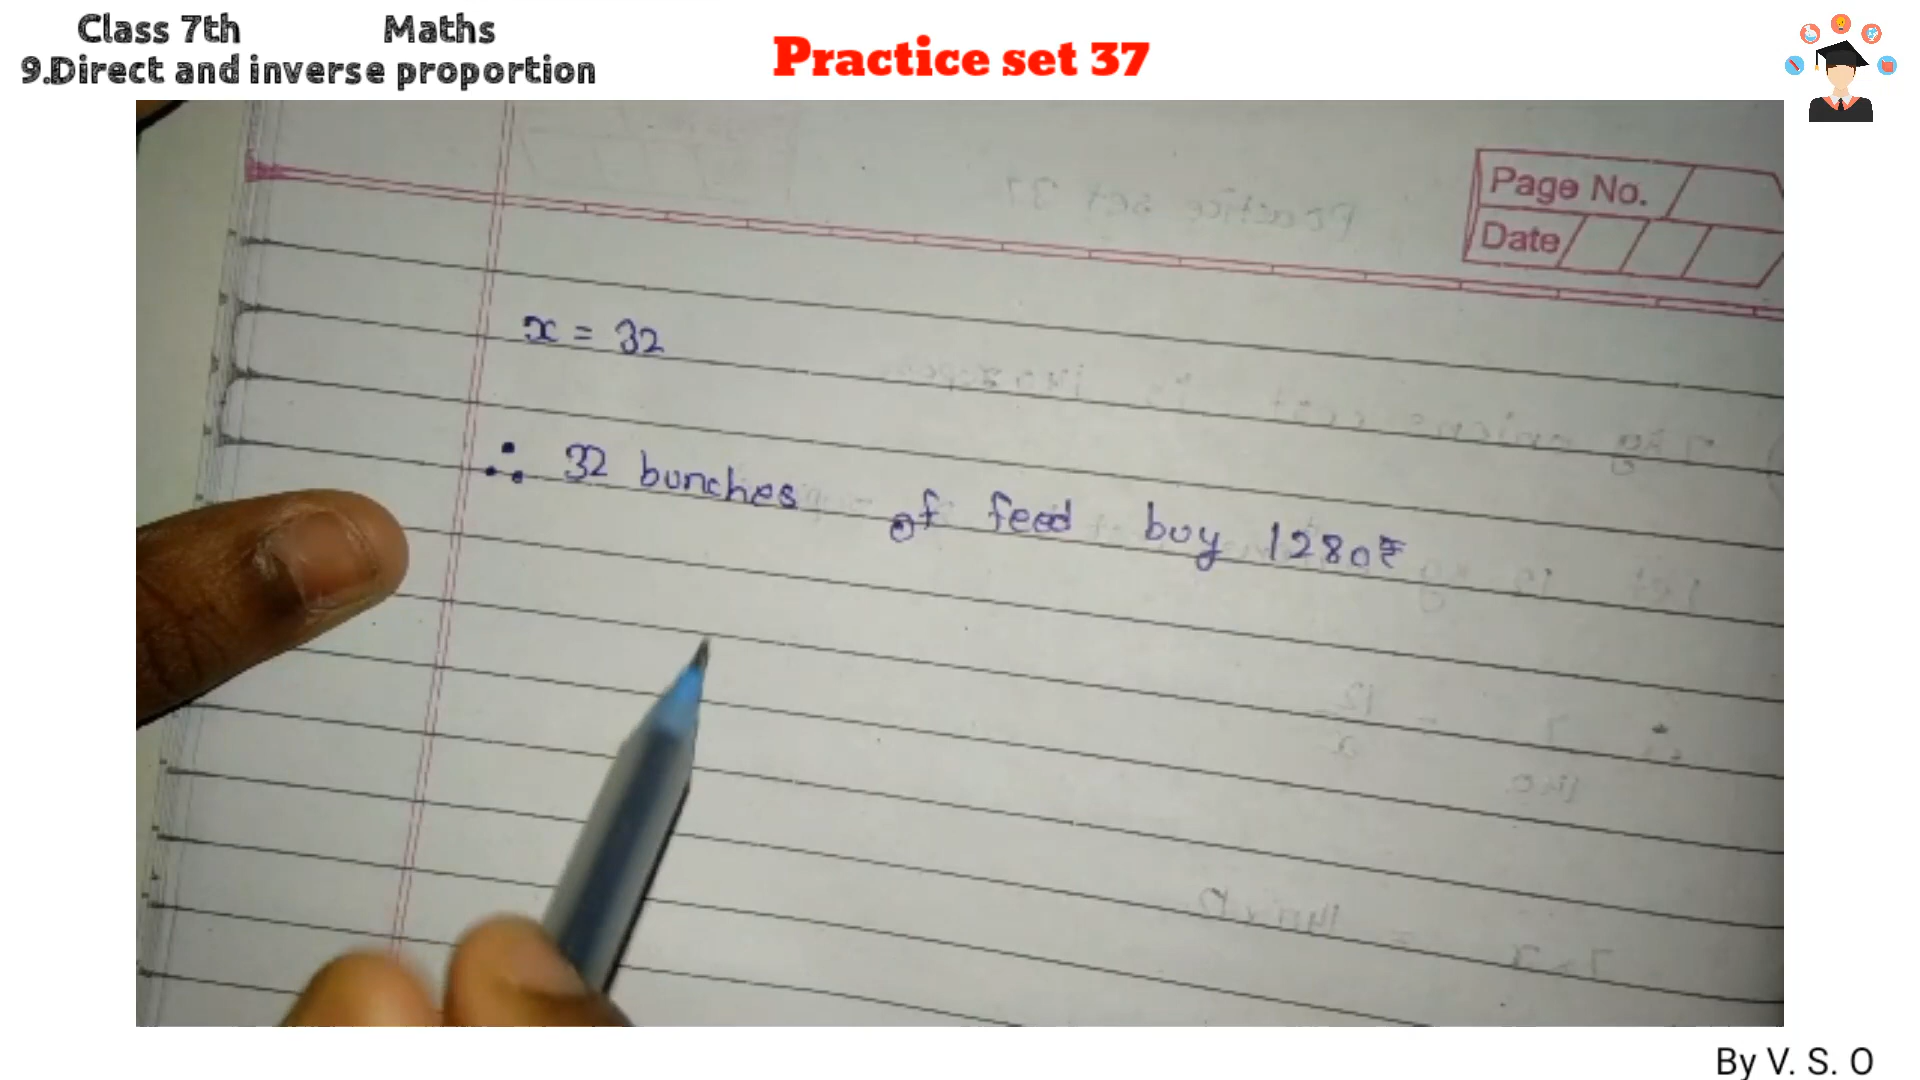 Class 7th Maths
9.Direct and inverse proportion
Practice set 37
Page No.
Date
x = 32
∴ 32 bunches of feed buy 1280₹
By V. S. O